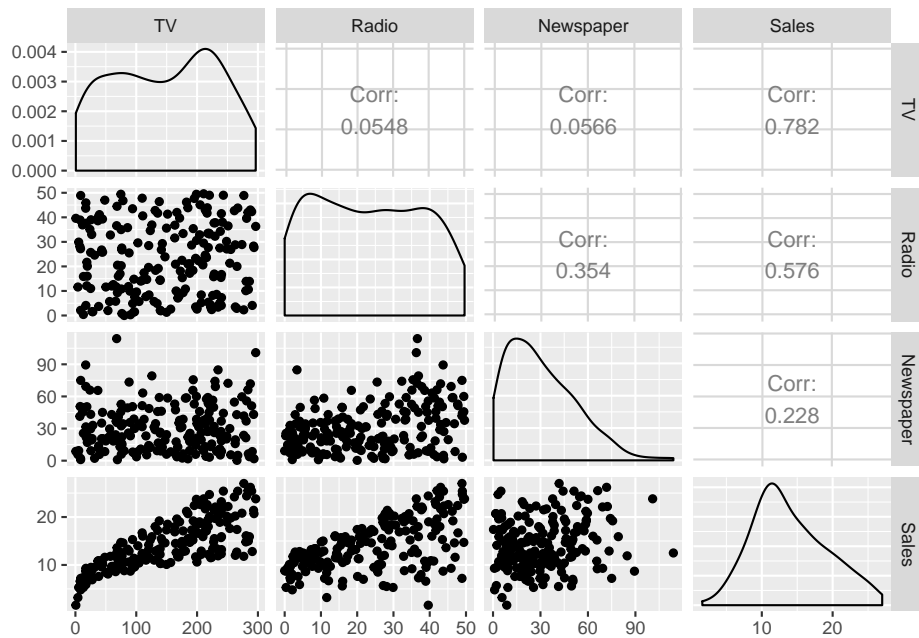 TV
Radio
Newspaper
Sales
0.004
0.003
0.002
0.001
0.000
Corr:
0.0548
Corr:
0.0566
Corr:
0.782
TV
50
40
30
20
10
0
Corr:
0.354
Corr:
0.576
Radio
90
60
30
0
Corr:
0.228
Newspaper
20
10
Sales
0 100 200 300
0 10 20 30 40 50
0 30 60 90
10 20